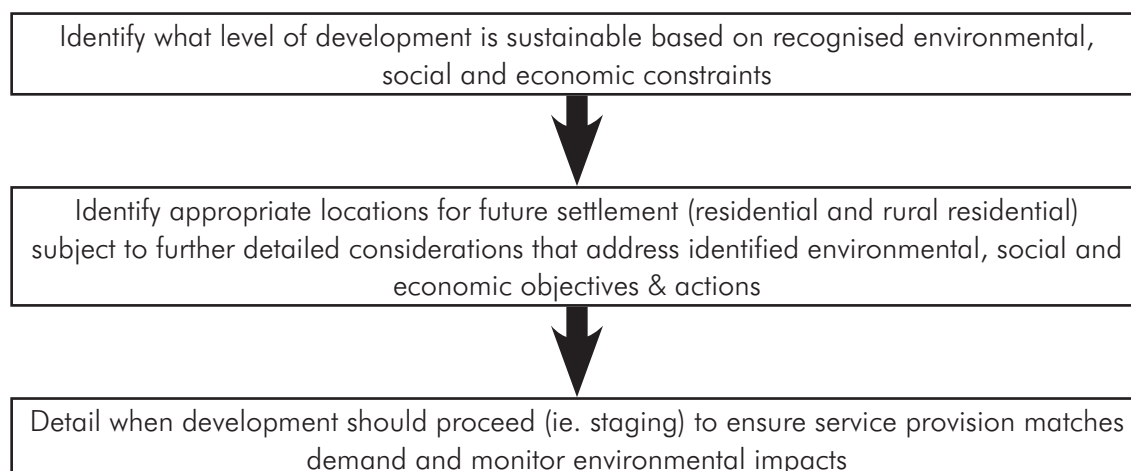 Identify what level of development is sustainable based on recognised environmental,
social and economic constraints
Identify appropriate locations for future settlement (residential and rural residential)
subject to further detailed considerations that address identified environmental, social and
economic objectives & actions
Detail when development should proceed (ie. staging) to ensure service provision matches
demand and monitor environmental impacts